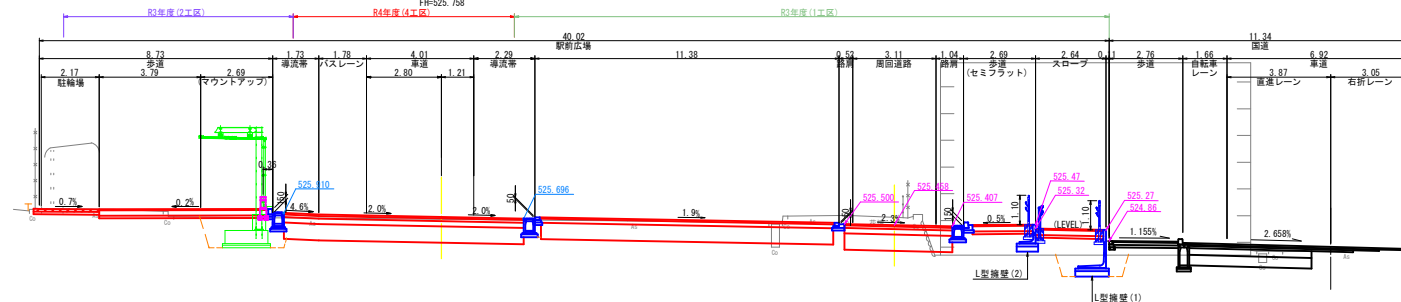 FH=525.758
R3年度(2工区) R4年度(4工区) R3年度(1工区)
40.02 11.34
駅前広場 国道
8.73 1.73 1.78 4.01 2.29 11.38 0.52 3.11 1.04 2.69 2.64 2.76 1.66 6.92
歩道 導流帯 バスレーン 車道 導流帯 路肩 周回道路 路肩 歩道 スロープ 歩道 自転車 車道
(セミフラット) レーン
2.17 3.79 2.69 2.80 1.21 3.87 3.05
駐輪場 (マウントアップ) 直進レーン 右折レーン
0.36
525.910 525.696 525.500 525.458 525.407 525.47
525.32
525.27
524.86
50 150
1.10
0.7% 0.2% 4.6% 2.0% 2.0% 1.9% 2.3% 0.5% (LEVEL) 1.155% 2.658%
Co As Co Co As
L型擁壁(2)
L型擁壁(1)